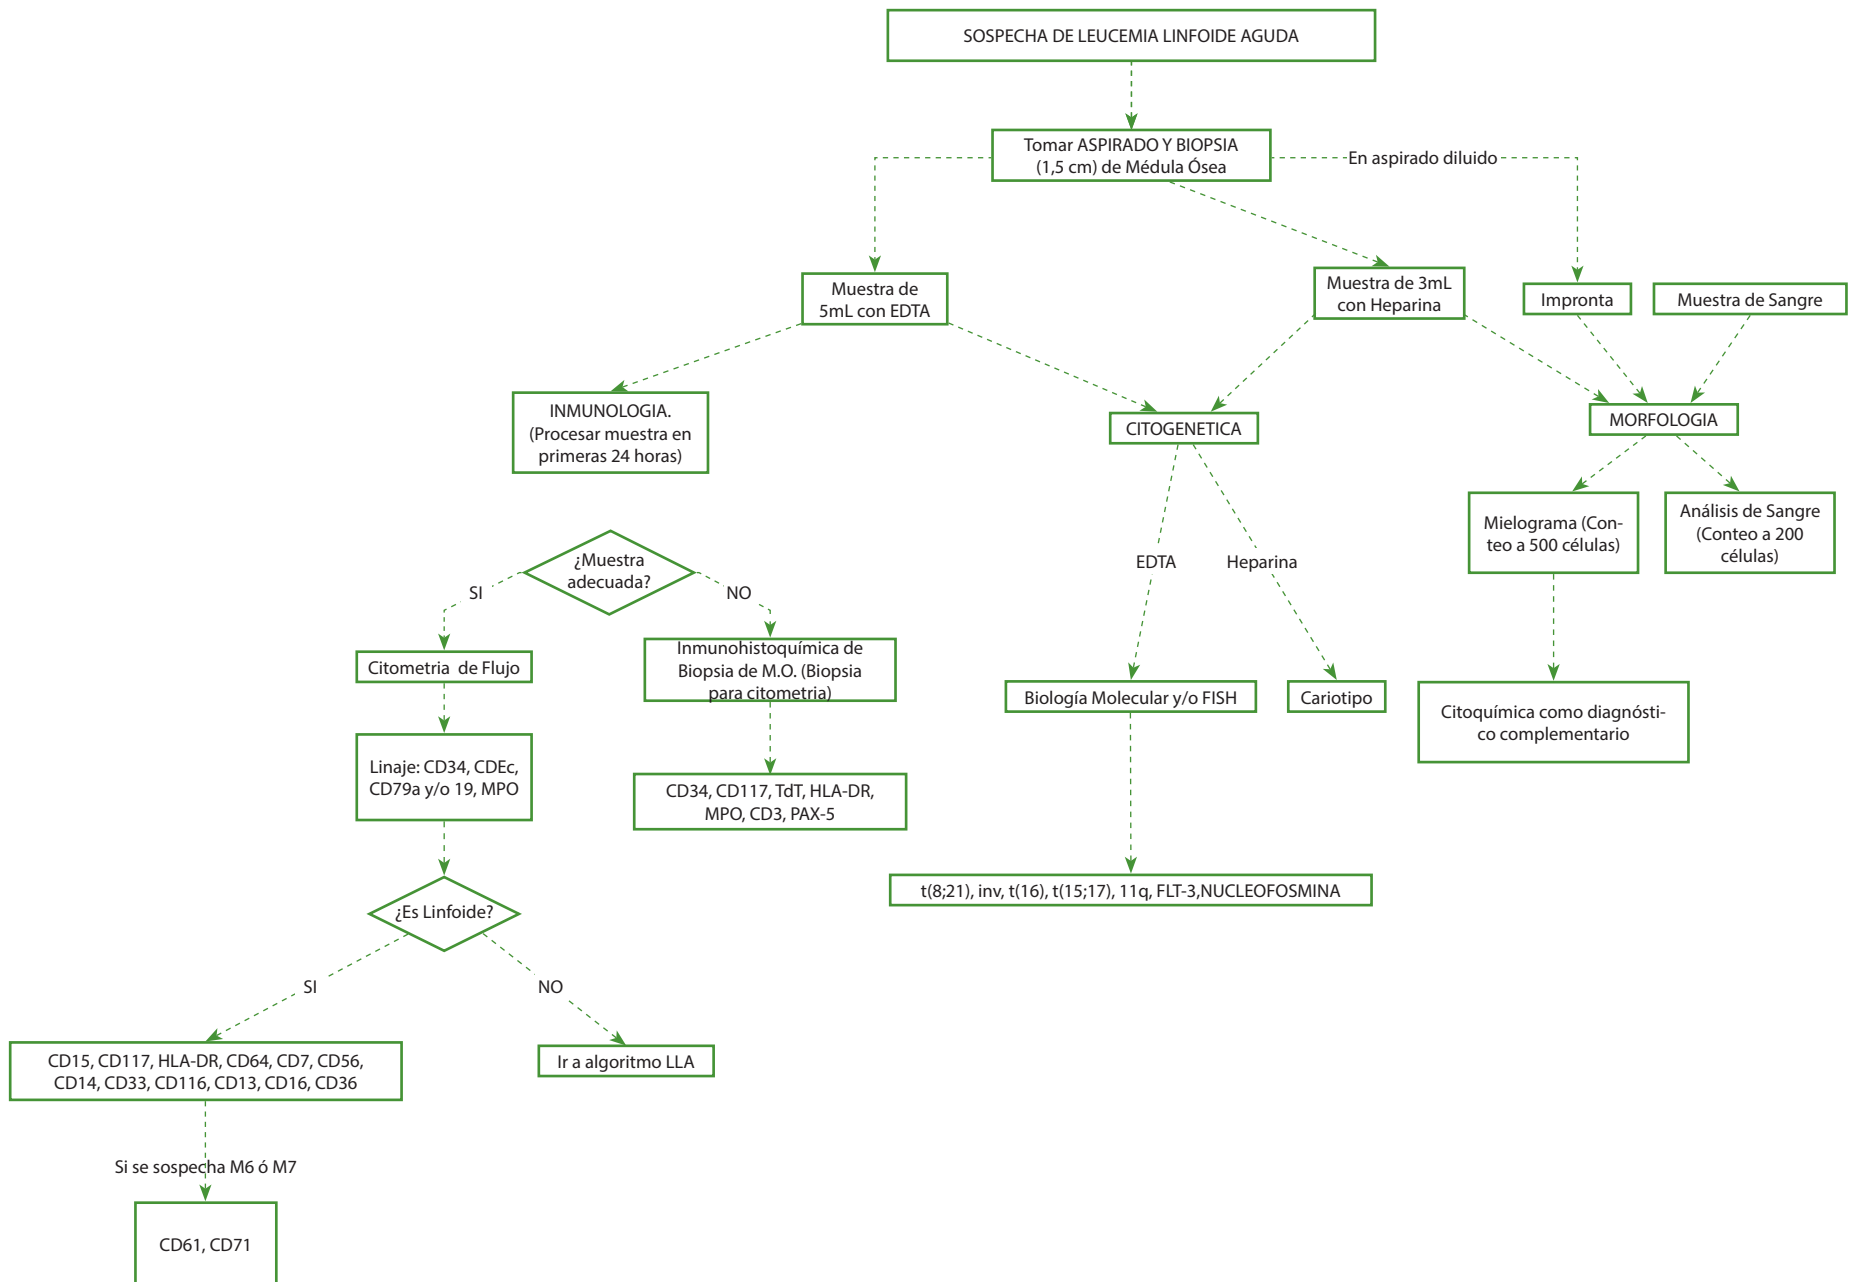 SOSPECHA DE LEUCEMIA LINFOIDE AGUDA
Tomar ASPIRADO Y BIOPSIA
(1,5 cm) de Médula Ósea
En aspirado diluido
Muestra de
5mL con EDTA
Muestra de 3mL
con Heparina
Impronta
Muestra de Sangre
INMUNOLOGIA.
(Procesar muestra en
primeras 24 horas)
CITOGENETICA
MORFOLOGIA
Mielograma (Con-
teo a 500 células)
Análisis de Sangre
(Conteo a 200
células)
¿Muestra
adecuada?
EDTA
Heparina
SI
NO
Citometria de Flujo
Inmunohistoquímica de
Biopsia de M.O. (Biopsia
para citometria)
Biología Molecular y/o FISH
Cariotipo
Citoquímica como diagnósti-
co complementario
Linaje: CD34, CDEc,
CD79a y/o 19, MPO
CD34, CD117, TdT, HLA-DR,
MPO, CD3, PAX-5
t(8;21), inv, t(16), t(15;17), 11q, FLT-3,NUCLEOFOSMINA
¿Es Linfoide?
SI
NO
CD15, CD117, HLA-DR, CD64, CD7, CD56,
CD14, CD33, CD116, CD13, CD16, CD36
Ir a algoritmo LLA
Si se sospecha M6 ó M7
CD61, CD71